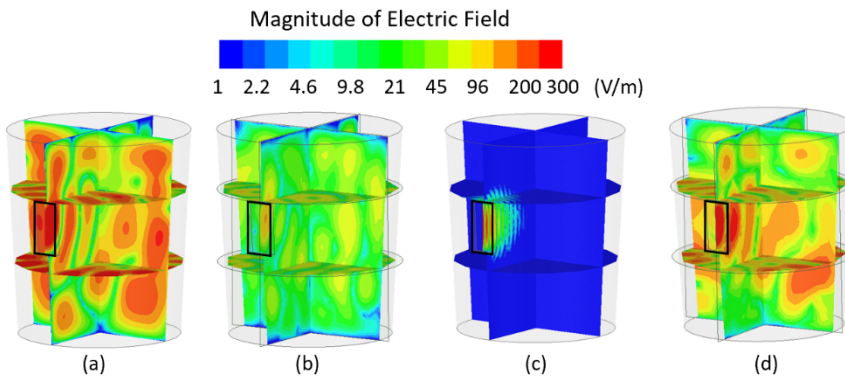 Magnitude of Electric Field
1 2.2 4.6 9.8 21 45 96 200 300 (V/m)
(a) (b) (c) (d)